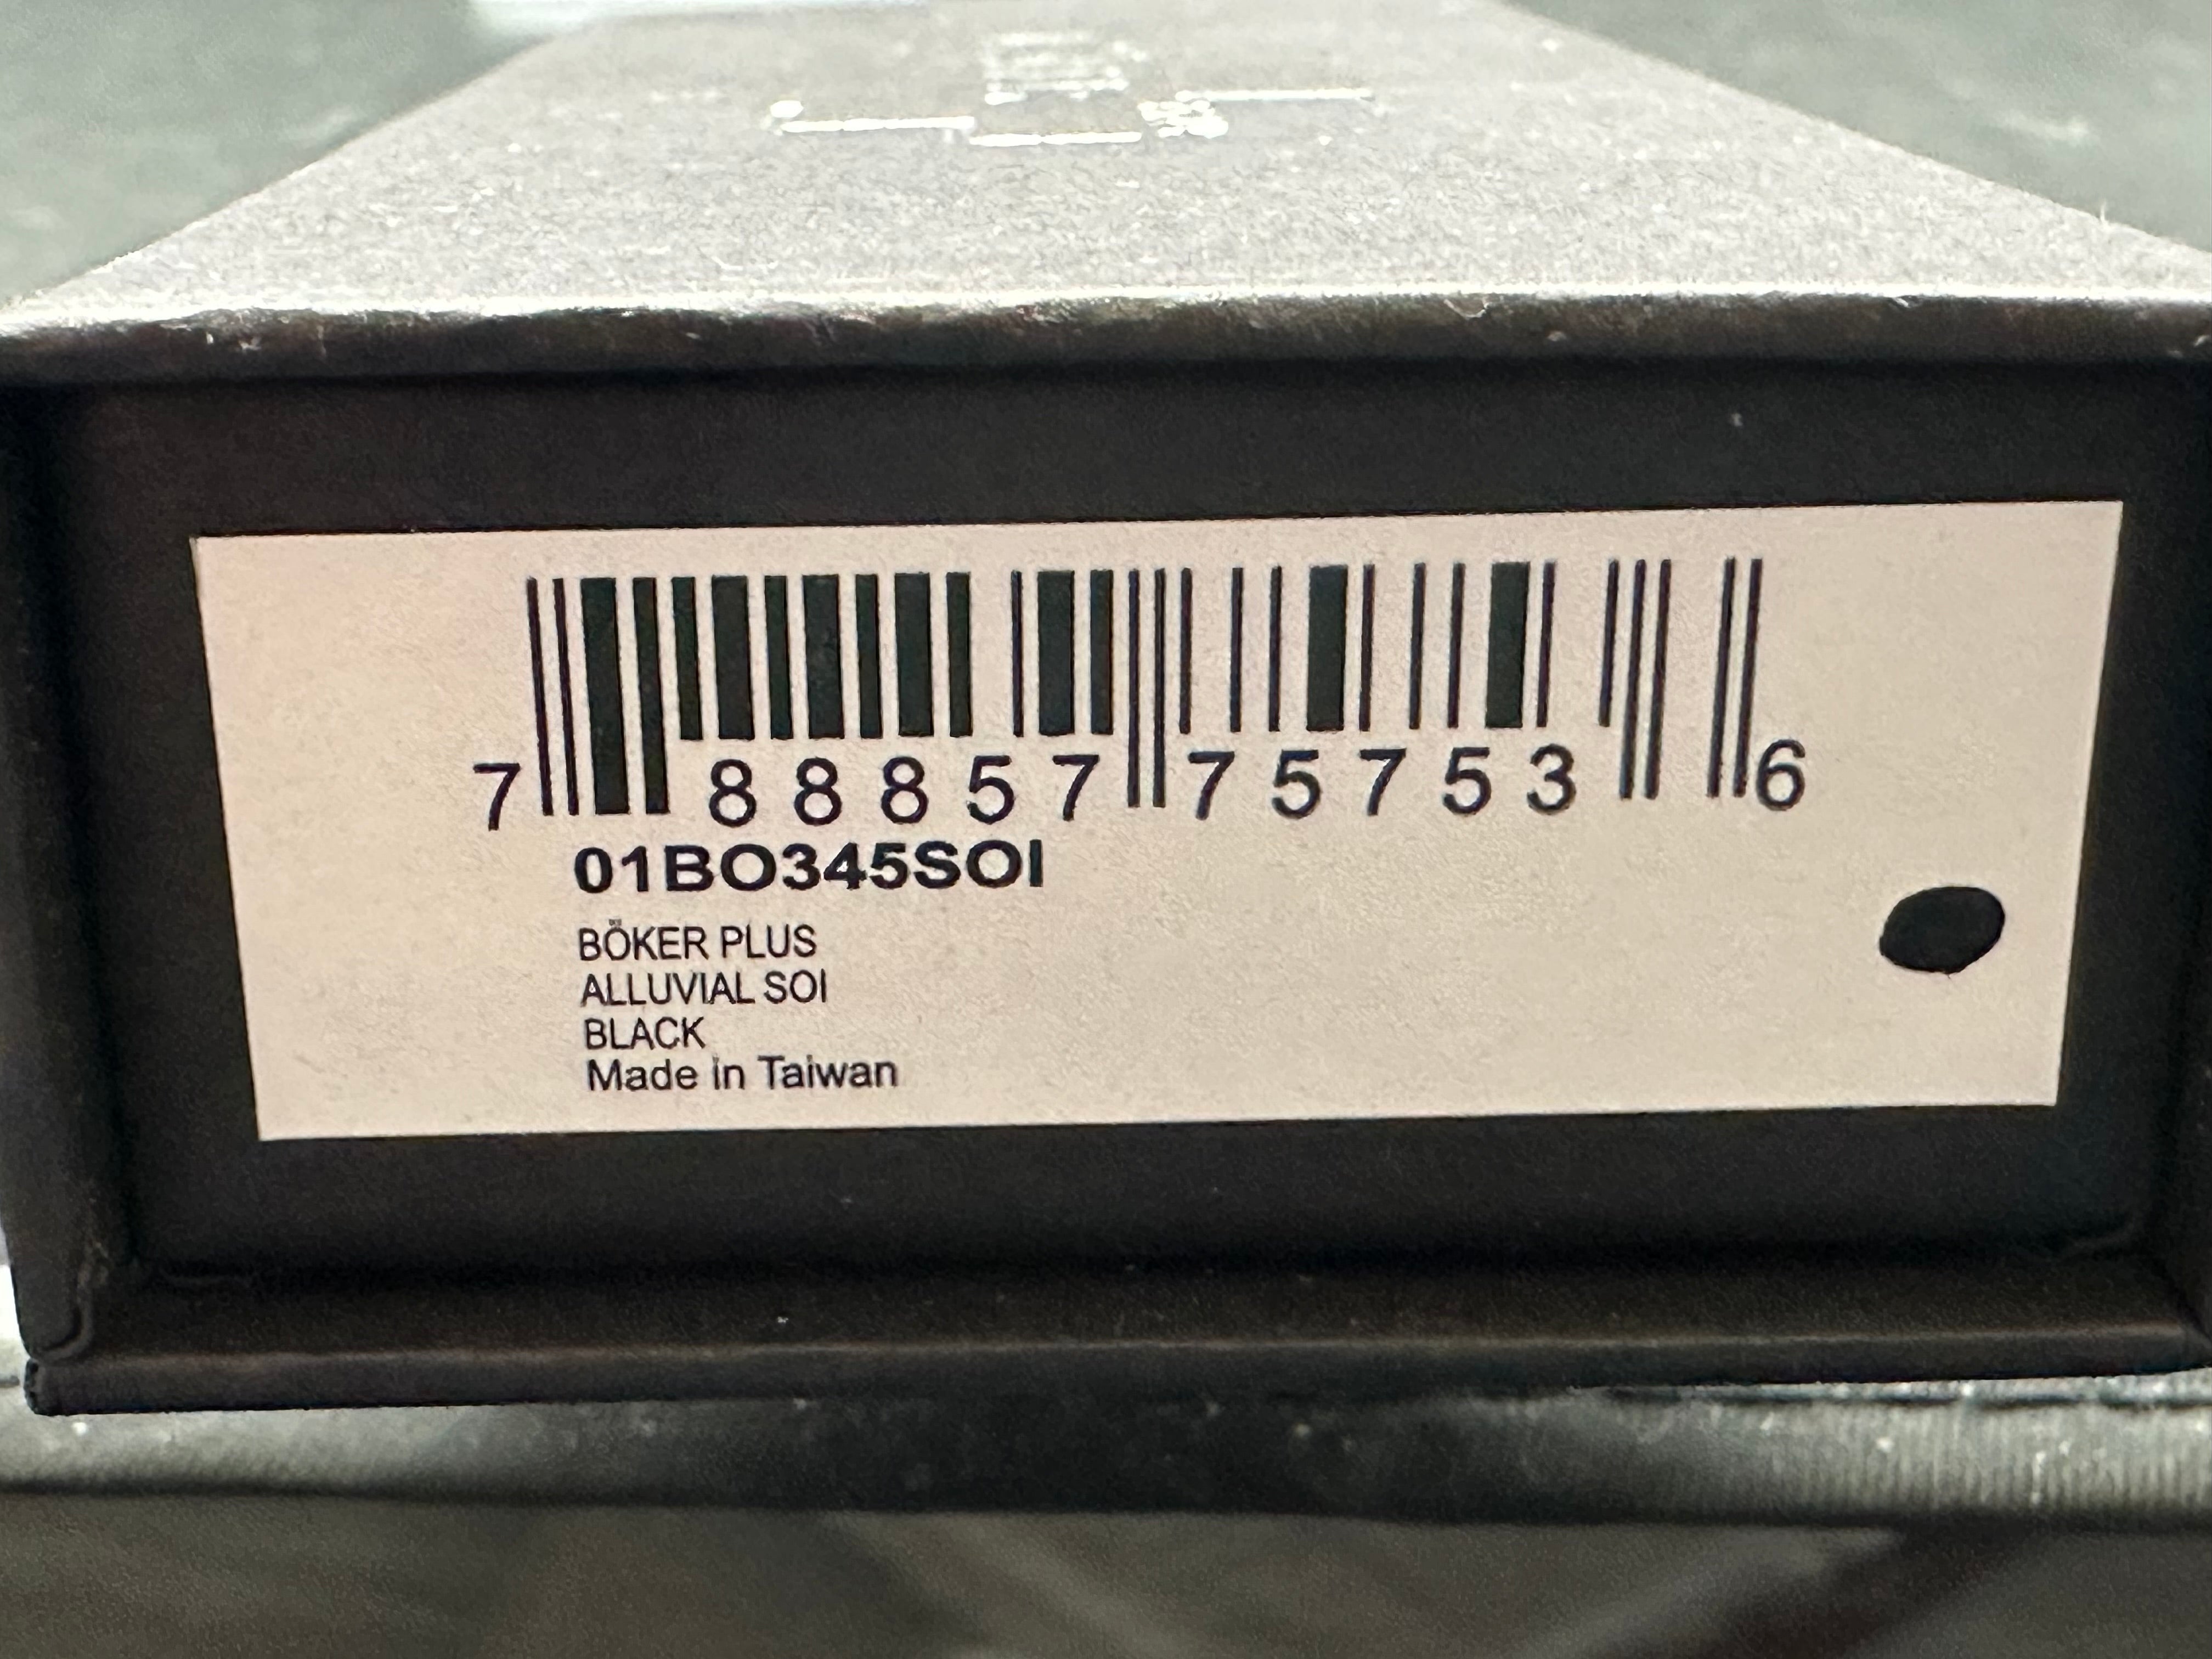 7 88857 75753 6
01BO345SOI
BÖKER PLUS
ALLUVIAL SOI
BLACK
Made in Taiwan